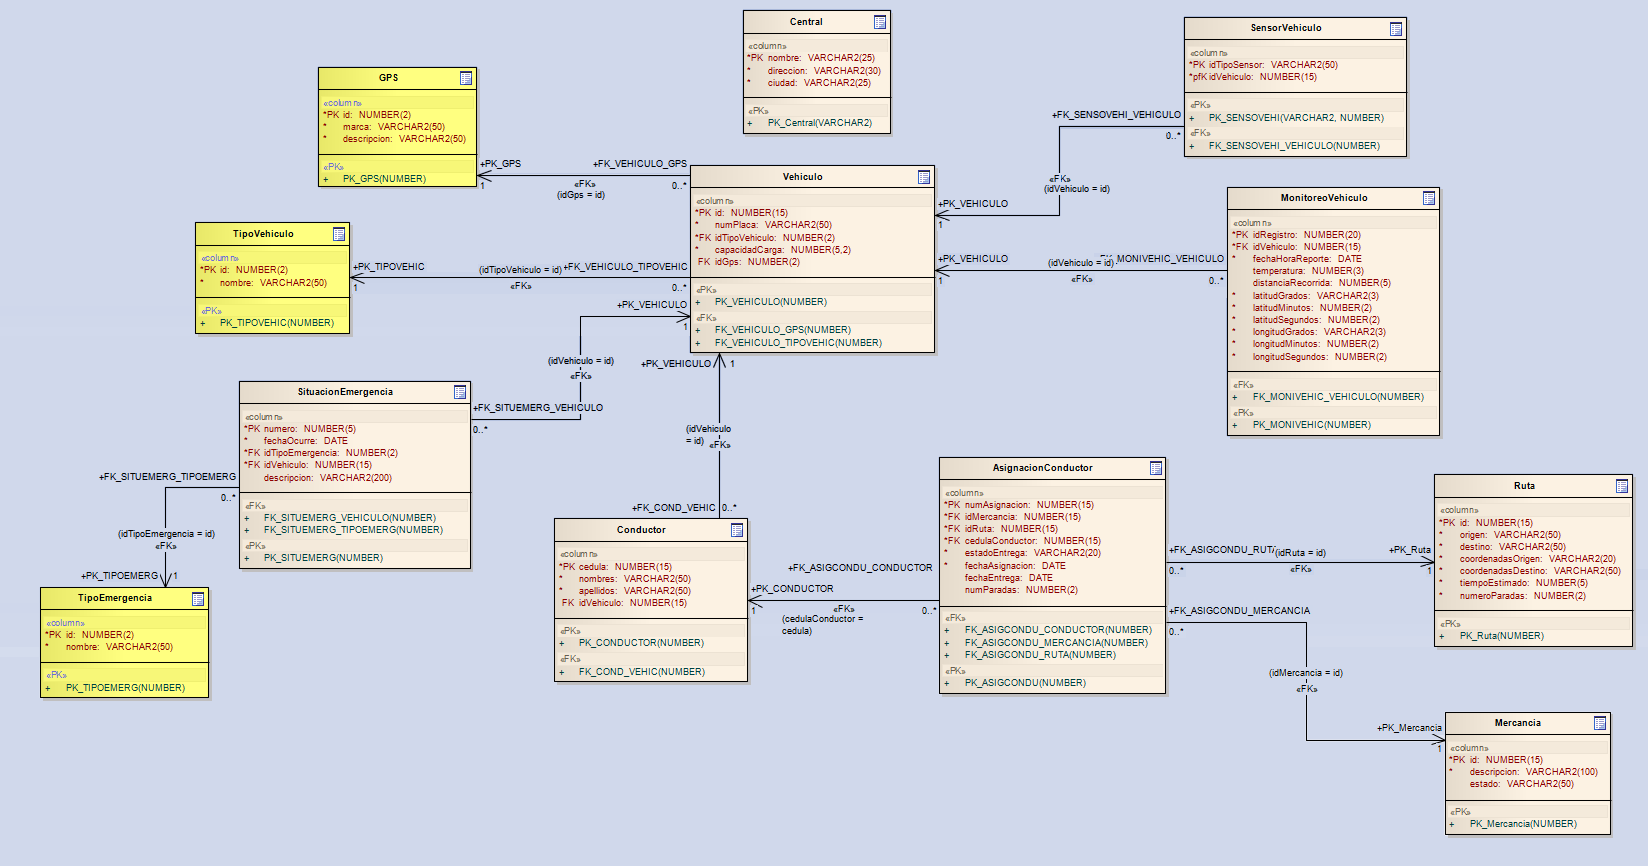 Central
«column»
*PK nombre: VARCHAR2(25)
* direccion: VARCHAR2(30)
* ciudad: VARCHAR2(25)
«PK»
+ PK_Central(VARCHAR2)
SensorVehiculo
«column»
*PK idTipoSensor: VARCHAR2(50)
*pfK idVehiculo: NUMBER(15)
«PK»
+ PK_SENSOVEHI(VARCHAR2, NUMBER)
«FK»
+ FK_SENSOVEHI_VEHICULO(NUMBER)
GPS
«column»
*PK id: NUMBER(2)
* marca: VARCHAR2(50)
* descripcion: VARCHAR2(50)
«PK»
+ PK_GPS(NUMBER)
+PK_GPS
1
+FK_VEHICULO_GPS
0..*
«FK»
(idGps = id)
+FK_SENSOVEHI_VEHICULO
0..*
«FK»
(idVehiculo = id)
+PK_VEHICULO
1
Vehiculo
«column»
*PK id: NUMBER(15)
* numPlaca: VARCHAR2(50)
*FK idTipoVehiculo: NUMBER(2)
* capacidadCarga: NUMBER(5,2)
FK idGps: NUMBER(2)
«PK»
+ PK_VEHICULO(NUMBER)
«FK»
+ FK_VEHICULO_GPS(NUMBER)
+ FK_VEHICULO_TIPOVEHIC(NUMBER)
MonitoreoVehiculo
«column»
*PK idRegistro: NUMBER(20)
*FK idVehiculo: NUMBER(15)
* fechaHoraReporte: DATE
temperatura: NUMBER(3)
distanciaRecorrida: NUMBER(5)
* latitudGrados: VARCHAR2(3)
* latitudMinutos: NUMBER(2)
* latitudSegundos: NUMBER(2)
* longitudGrados: VARCHAR2(3)
* longitudMinutos: NUMBER(2)
* longitudSegundos: NUMBER(2)
«FK»
+ FK_MONIVEHIC_VEHICULO(NUMBER)
«PK»
+ PK_MONIVEHIC(NUMBER)
+PK_VEHICULO
1
(idVehiculo = id)
_MONIVEHIC_VEHICULO
«FK»
0..*
TipoVehiculo
«column»
*PK id: NUMBER(2)
* nombre: VARCHAR2(50)
«PK»
+ PK_TIPOVEHIC(NUMBER)
+PK_TIPOVEHIC
1
(idTipoVehiculo = id)
+FK_VEHICULO_TIPOVEHIC
«FK»
0..*
+PK_VEHICULO
1
(idVehiculo = id)
«FK»
+FK_SITUEMERG_VEHICULO
0..*
SituacionEmergencia
«column»
*PK numero: NUMBER(5)
* fechaOcurre: DATE
*FK idTipoEmergencia: NUMBER(2)
*FK idVehiculo: NUMBER(15)
descripcion: VARCHAR2(200)
«FK»
+ FK_SITUEMERG_VEHICULO(NUMBER)
+ FK_SITUEMERG_TIPOEMERG(NUMBER)
«PK»
+ PK_SITUEMERG(NUMBER)
+FK_SITUEMERG_TIPOEMERG
0..*
(idTipoEmergencia = id)
«FK»
+PK_TIPOEMERG
1
TipoEmergencia
«column»
*PK id: NUMBER(2)
* nombre: VARCHAR2(50)
«PK»
+ PK_TIPOEMERG(NUMBER)
+PK_VEHICULO
1
(idVehiculo
= id)
«FK»
+FK_COND_VEHIC
0..*
Conductor
«column»
*PK cedula: NUMBER(15)
* nombres: VARCHAR2(50)
* apellidos: VARCHAR2(50)
FK idVehiculo: NUMBER(15)
«PK»
+ PK_CONDUCTOR(NUMBER)
«FK»
+ FK_COND_VEHIC(NUMBER)
+FK_ASIGCONDU_CONDUCTOR
+PK_CONDUCTOR
1
«FK»
0..*
(cedulaConductor =
cedula)
AsignacionConductor
«column»
*PK numAsignacion: NUMBER(15)
*FK idMercancia: NUMBER(15)
*FK idRuta: NUMBER(15)
*FK cedulaConductor: NUMBER(15)
* estadoEntrega: VARCHAR2(20)
* fechaAsignacion: DATE
fechaEntrega: DATE
numParadas: NUMBER(2)
«FK»
+ FK_ASIGCONDU_CONDUCTOR(NUMBER)
+ FK_ASIGCONDU_MERCANCIA(NUMBER)
+ FK_ASIGCONDU_RUTA(NUMBER)
«PK»
+ PK_ASIGCONDU(NUMBER)
+FK_ASIGCONDU_RUTA
(idRuta = id)
+PK_Ruta
0..*
«FK»
1
Ruta
«column»
*PK id: NUMBER(15)
* origen: VARCHAR2(50)
* destino: VARCHAR2(50)
* coordenadasOrigen: VARCHAR2(20)
* coordenadasDestino: VARCHAR2(50)
* tiempoEstimado: NUMBER(5)
* numeroParadas: NUMBER(2)
«PK»
+ PK_Ruta(NUMBER)
+FK_ASIGCONDU_MERCANCIA
0..*
(idMercancia = id)
«FK»
+PK_Mercancia
1
Mercancia
«column»
*PK id: NUMBER(15)
* descripcion: VARCHAR2(100)
estado: VARCHAR2(50)
«PK»
+ PK_Mercancia(NUMBER)